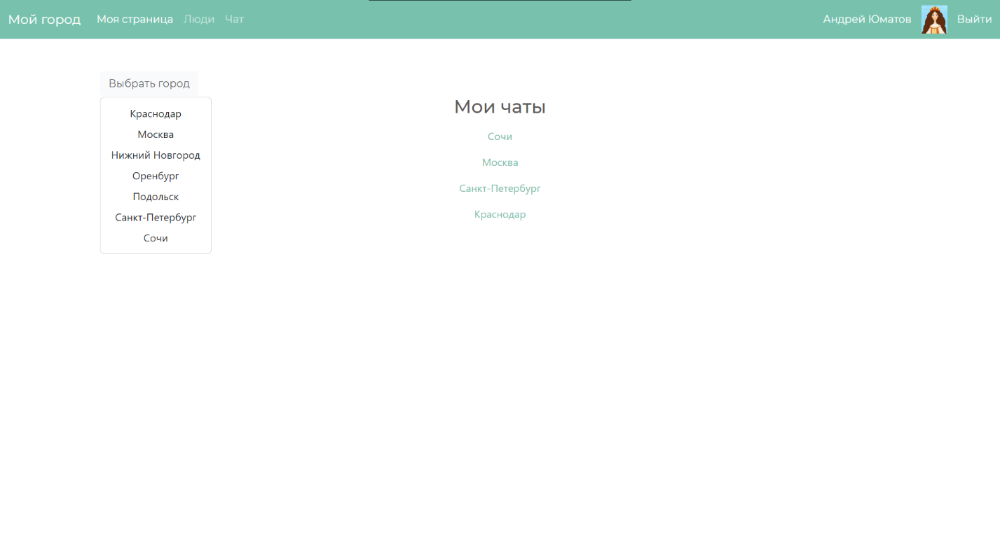 Мой город Моя страница Люди Чат Андрей Юматов Выйти
Выбрать город
Краснодар
Москва
Нижний Новгород
Оренбург
Подольск
Санкт-Петербург
Сочи
Мои чаты
Сочи
Москва
Санкт-Петербург
Краснодар